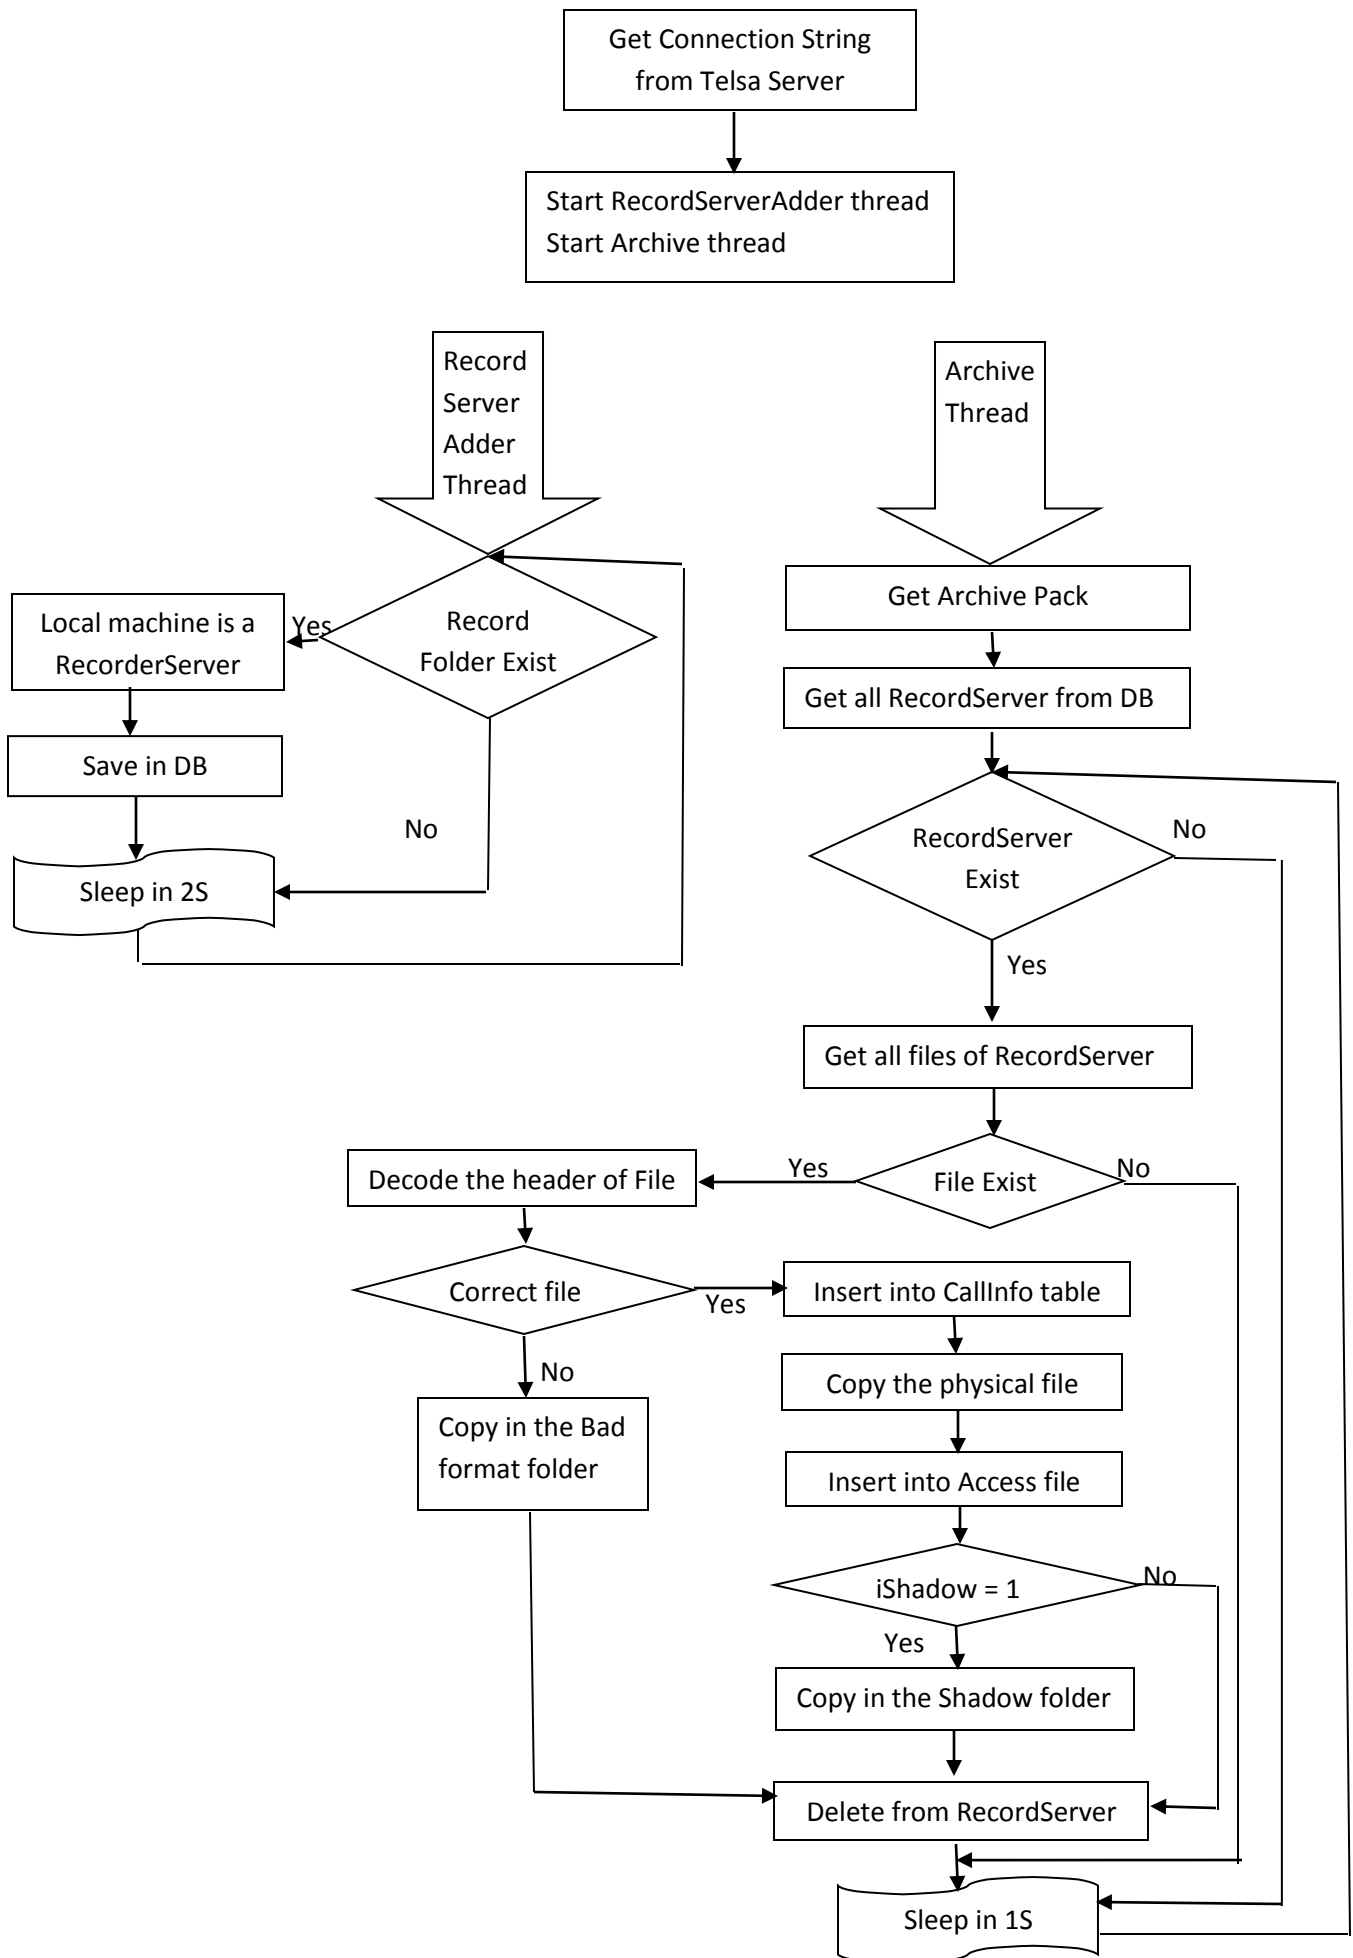 Get Connection String
from Telsa Server
Start RecordServerAdder thread
Start Archive thread
Record
Server
Adder
Thread
Archive
Thread
Record
Folder Exist
Yes
Local machine is a
RecorderServer
Save in DB
No
Sleep in 2S
Get Archive Pack
Get all RecordServer from DB
RecordServer
Exist
No
Yes
Get all files of RecordServer
File Exist
Yes
No
Decode the header of File
Correct file
Yes
No
Copy in the Bad
format folder
Insert into CallInfo table
Copy the physical file
Insert into Access file
iShadow = 1
No
Yes
Copy in the Shadow folder
Delete from RecordServer
Sleep in 1S